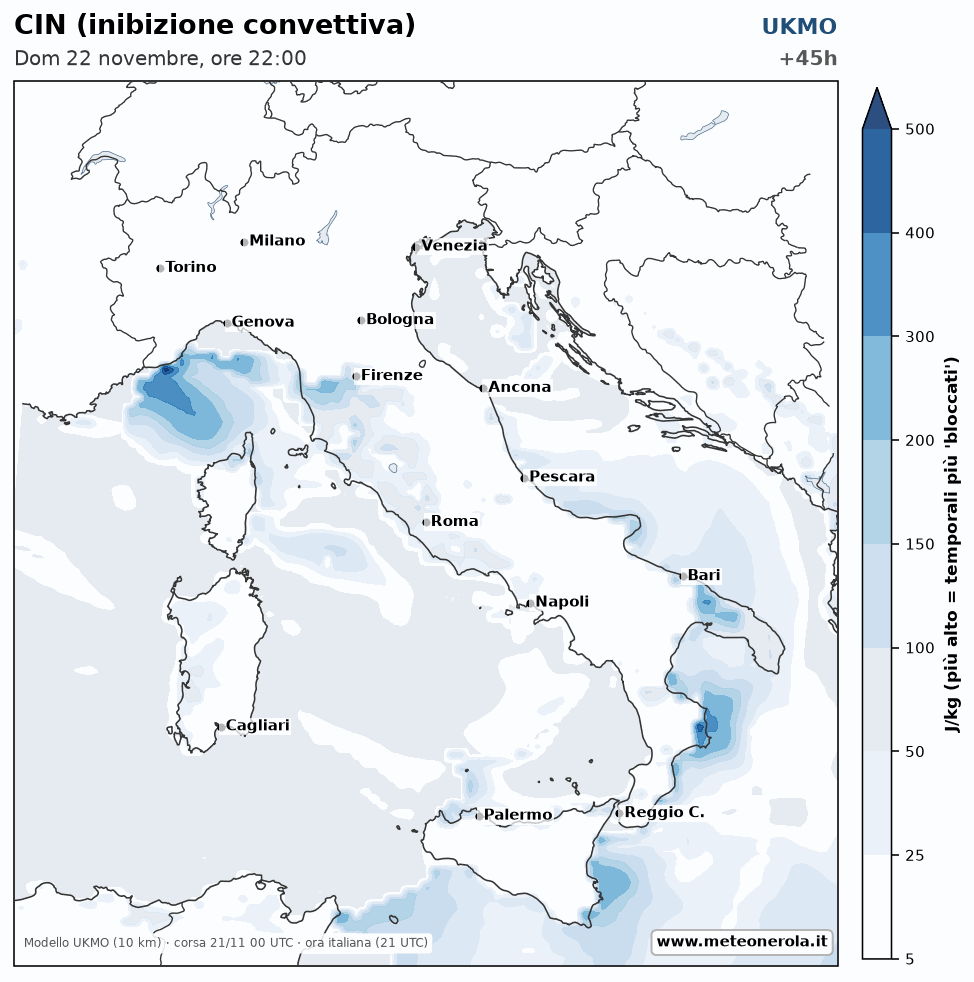 CIN (inibizione convettiva)
UKMO
Dom 22 novembre, ore 22:00
+45h
500
400
300
200
150
100
50
25
5
J/kg (più alto = temporali più 'bloccati')
Milano
Venezia
Torino
Genova
Bologna
Firenze
Ancona
Pescara
Roma
Bari
Napoli
Cagliari
Palermo
Reggio C.
Modello UKMO (10 km) · corsa 21/11 00 UTC · ora italiana (21 UTC)
www.meteonerola.it